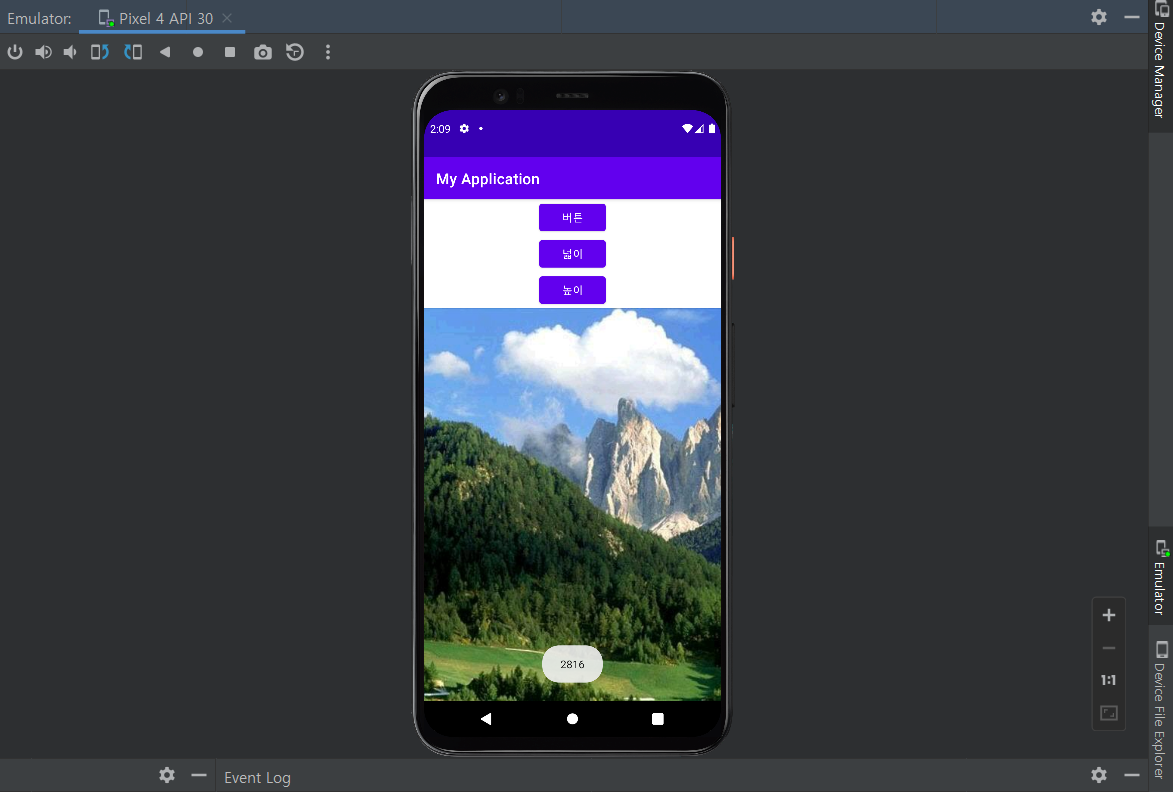 Emulator: Pixel 4 API 30
Device Manager
2:09
My Application
버튼
넓이
높이
2816
1:1
Emulator
Device File Explorer
Event Log